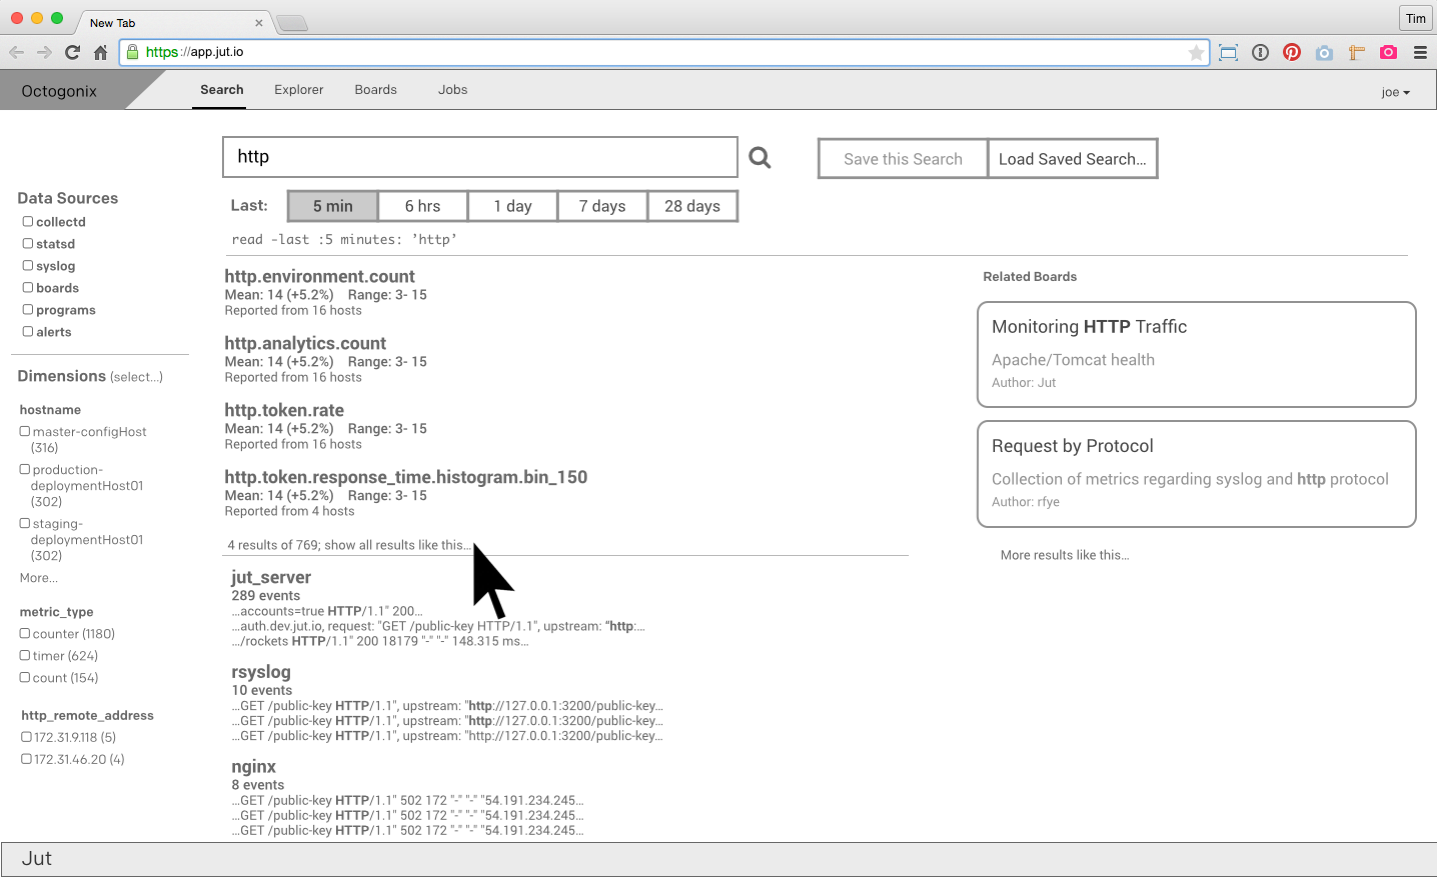 New Tab
Tim
https://app.jut.io
Octogonix
Search
Explorer
Boards
Jobs
joe
http
Save this Search
Load Saved Search...
Last:
5 min
6 hrs
1 day
7 days
28 days
read -last :5 minutes: ’http’
Data Sources
collectd
statsd
syslog
boards
programs
alerts
Dimensions (select...)
hostname
master-configHost
(316)
production-
deploymentHost01
(302)
staging-
deploymentHost01
(302)
More...
metric_type
counter (1180)
timer (624)
count (154)
http_remote_address
172.31.9.118 (5)
172.31.46.20 (4)
http.environment.count
Mean: 14 (+5.2%) Range: 3- 15
Reported from 16 hosts
http.analytics.count
Mean: 14 (+5.2%) Range: 3- 15
Reported from 16 hosts
http.token.rate
Mean: 14 (+5.2%) Range: 3- 15
Reported from 16 hosts
http.token.response_time.histogram.bin_150
Mean: 14 (+5.2%) Range: 3- 15
Reported from 4 hosts
4 results of 769; show all results like this...
jut_server
289 events
...accounts=true HTTP/1.1" 200...
...auth.dev.jut.io, request: "GET /public-key HTTP/1.1", upstream: “http:...
.../rockets HTTP/1.1" 200 18179 "-" "-" 148.315 ms...
rsyslog
10 events
...GET /public-key HTTP/1.1", upstream: "http://127.0.0.1:3200/public-key...
...GET /public-key HTTP/1.1", upstream: "http://127.0.0.1:3200/public-key...
...GET /public-key HTTP/1.1", upstream: "http://127.0.0.1:3200/public-key...
nginx
8 events
...GET /public-key HTTP/1.1" 502 172 "-" "-" "54.191.234.245...
...GET /public-key HTTP/1.1" 502 172 "-" "-" "54.191.234.245...
...GET /public-key HTTP/1.1" 502 172 "-" "-" "54.191.234.245...
Related Boards
Monitoring HTTP Traffic
Apache/Tomcat health
Author: Jut
Request by Protocol
Collection of metrics regarding syslog and http protocol
Author: rfye
More results like this...
Jut